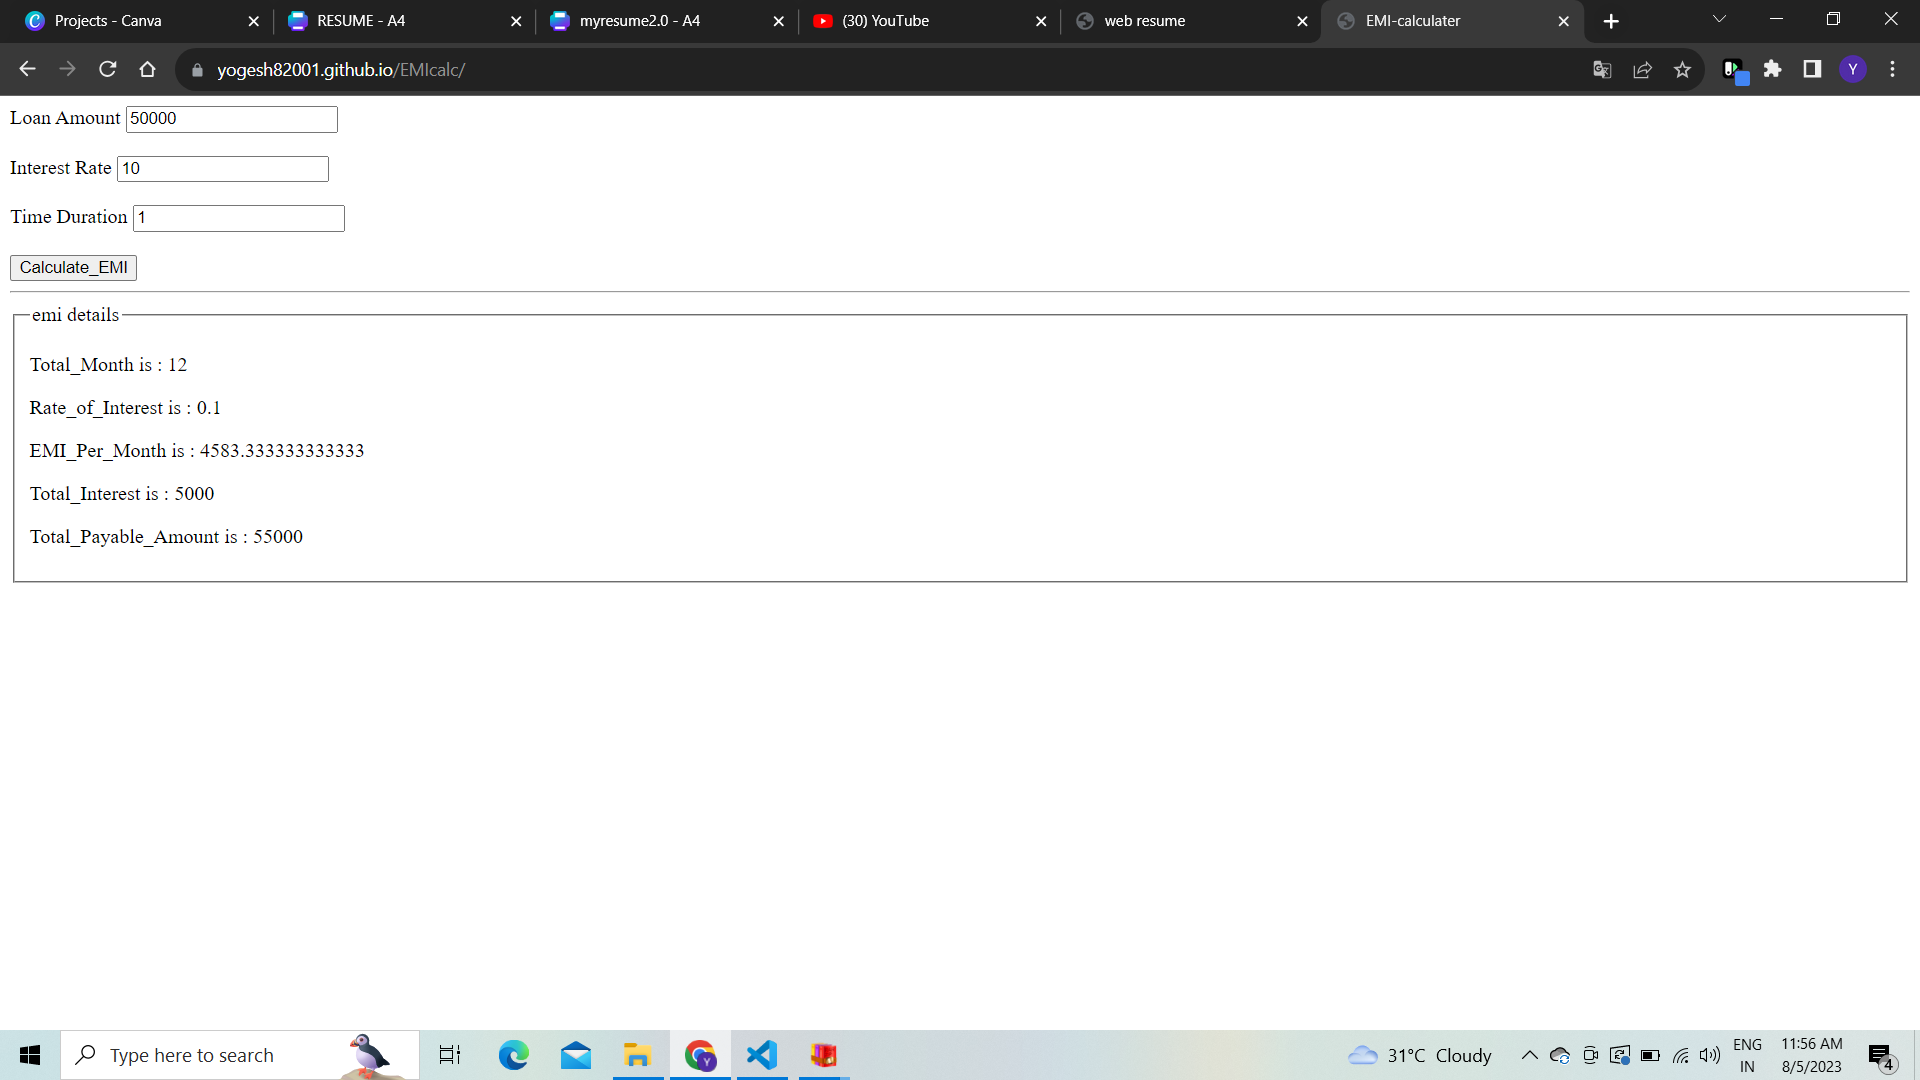 Projects - Canva
RESUME - A4
myresume2.0 - A4
(30) YouTube
web resume
EMI-calculater
yogesh82001.github.io/EMIcalc/
Y
Loan Amount 50000
Interest Rate 10
Time Duration 1
Calculate_EMI
emi details
Total_Month is : 12
Rate_of_Interest is : 0.1
EMI_Per_Month is : 4583.333333333333
Total_Interest is : 5000
Total_Payable_Amount is : 55000
Type here to search
Y
31°C Cloudy
ENG
IN
11:56 AM
8/5/2023
4